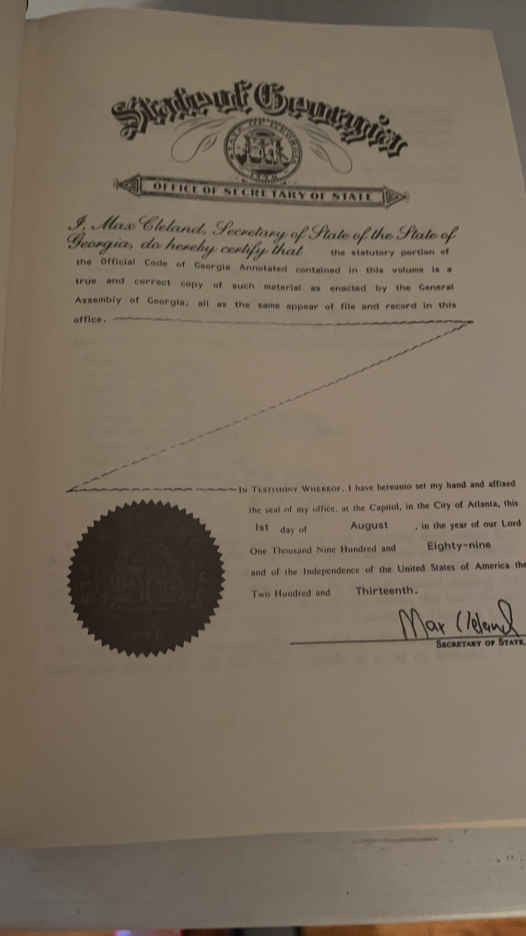 State of Georgia
STATE OF GEORGIA
1776
OFFICE OF SECRETARY OF STATE
I, Max Cleland, Secretary of State of the State of
Georgia, do hereby certify that the statutory portion of
the Official Code of Georgia Annotated contained in this volume is a
true and correct copy of such material as enacted by the General
Assembly of Georgia; all as the same appear of file and record in this
office.
IN TESTIMONY WHEREOF, I have hereunto set my hand and affixed
the seal of my office, at the Capitol, in the City of Atlanta, this
1st day of August , in the year of our Lord
One Thousand Nine Hundred and Eighty-nine
and of the Independence of the United States of America the
Two Hundred and Thirteenth.
Max Cleland
SECRETARY OF STATE.